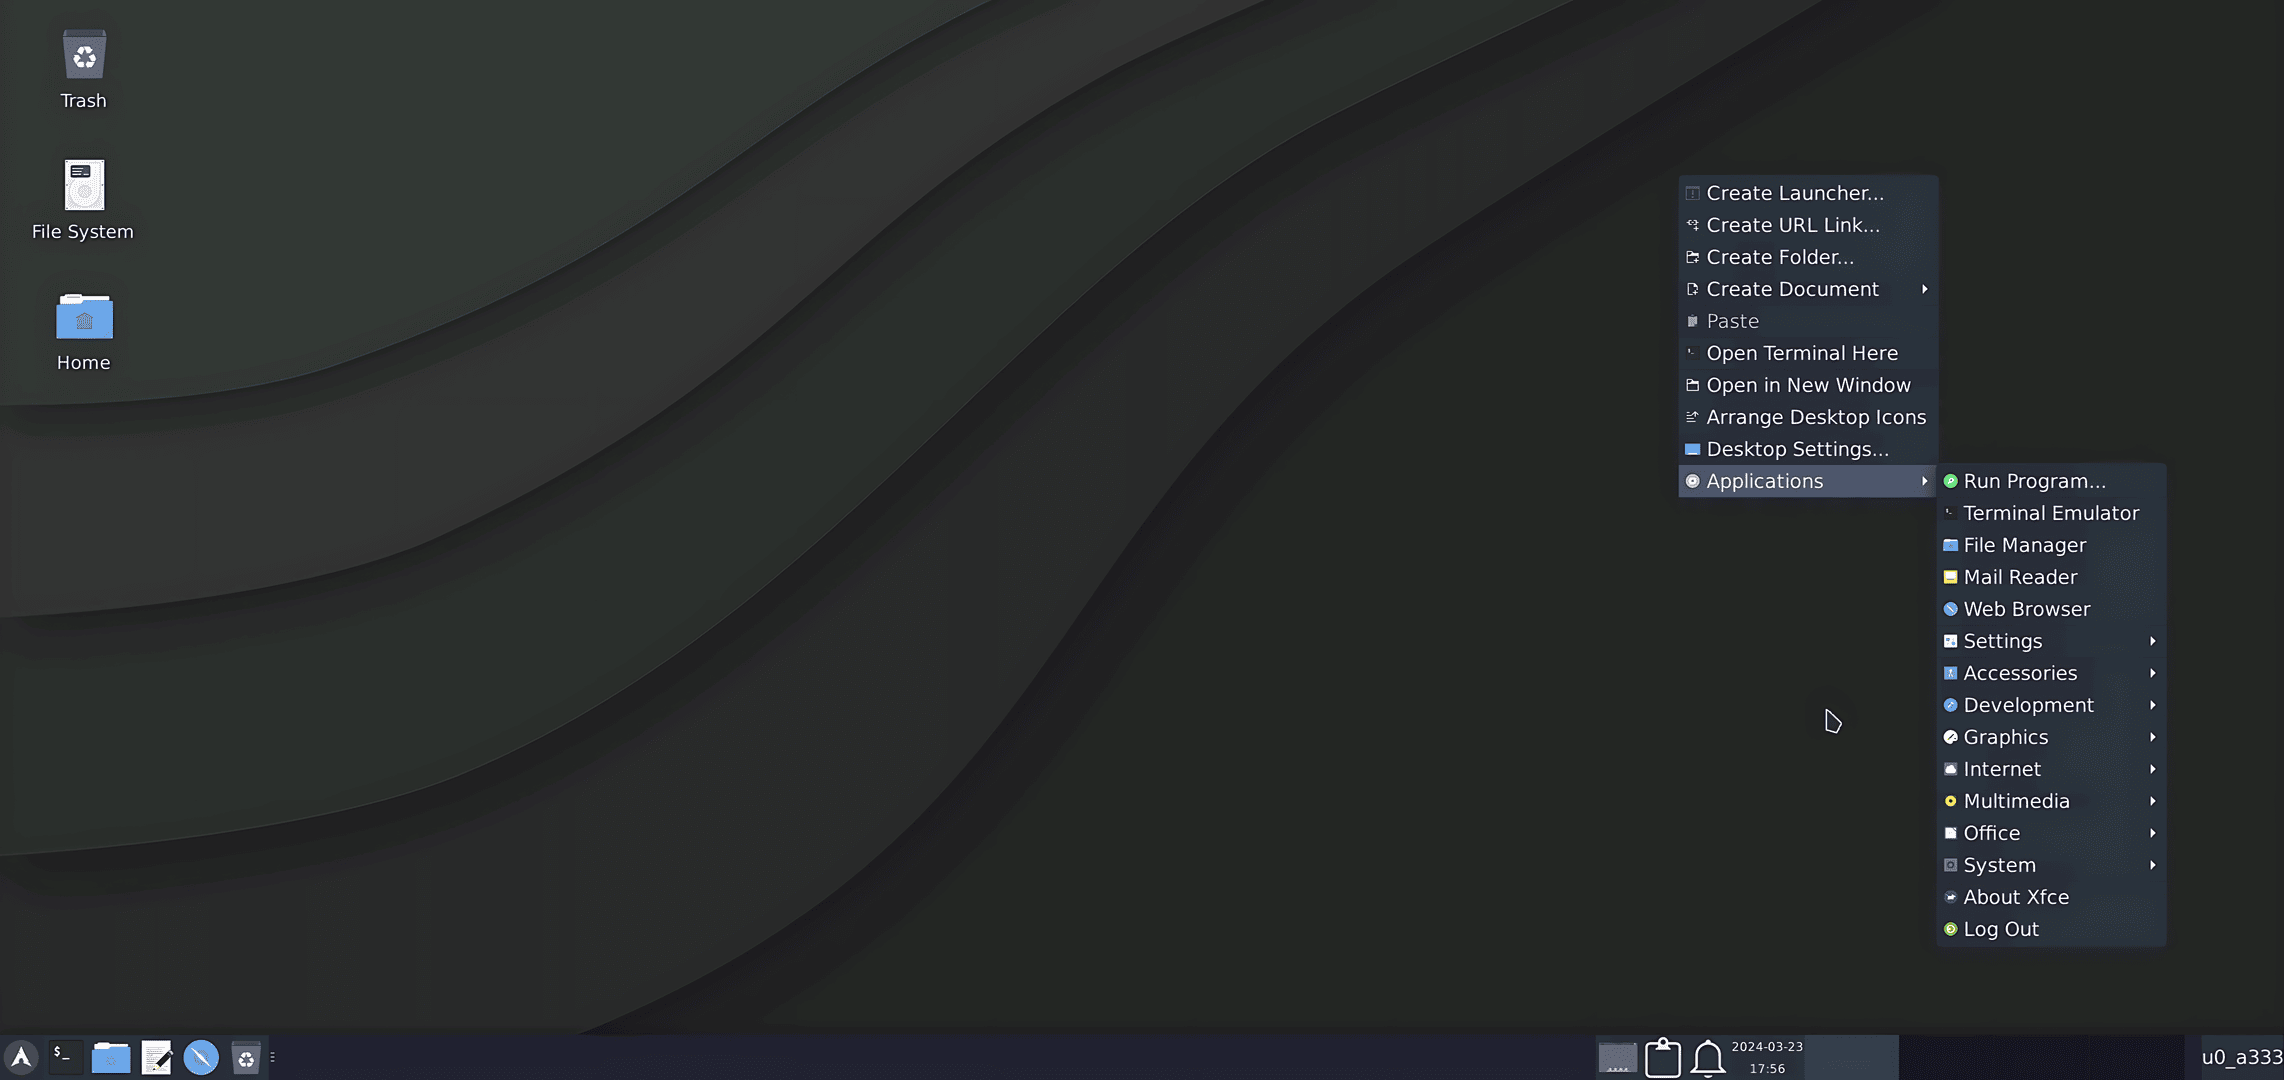 Trash
File System
Home
Create Launcher...
Create URL Link...
Create Folder...
Create Document
Paste
Open Terminal Here
Open in New Window
Arrange Desktop Icons
Desktop Settings...
Applications
Run Program...
Terminal Emulator
File Manager
Mail Reader
Web Browser
Settings
Accessories
Development
Graphics
Internet
Multimedia
Office
System
About Xfce
Log Out
$_
2024-03-23
17:56
u0_a333